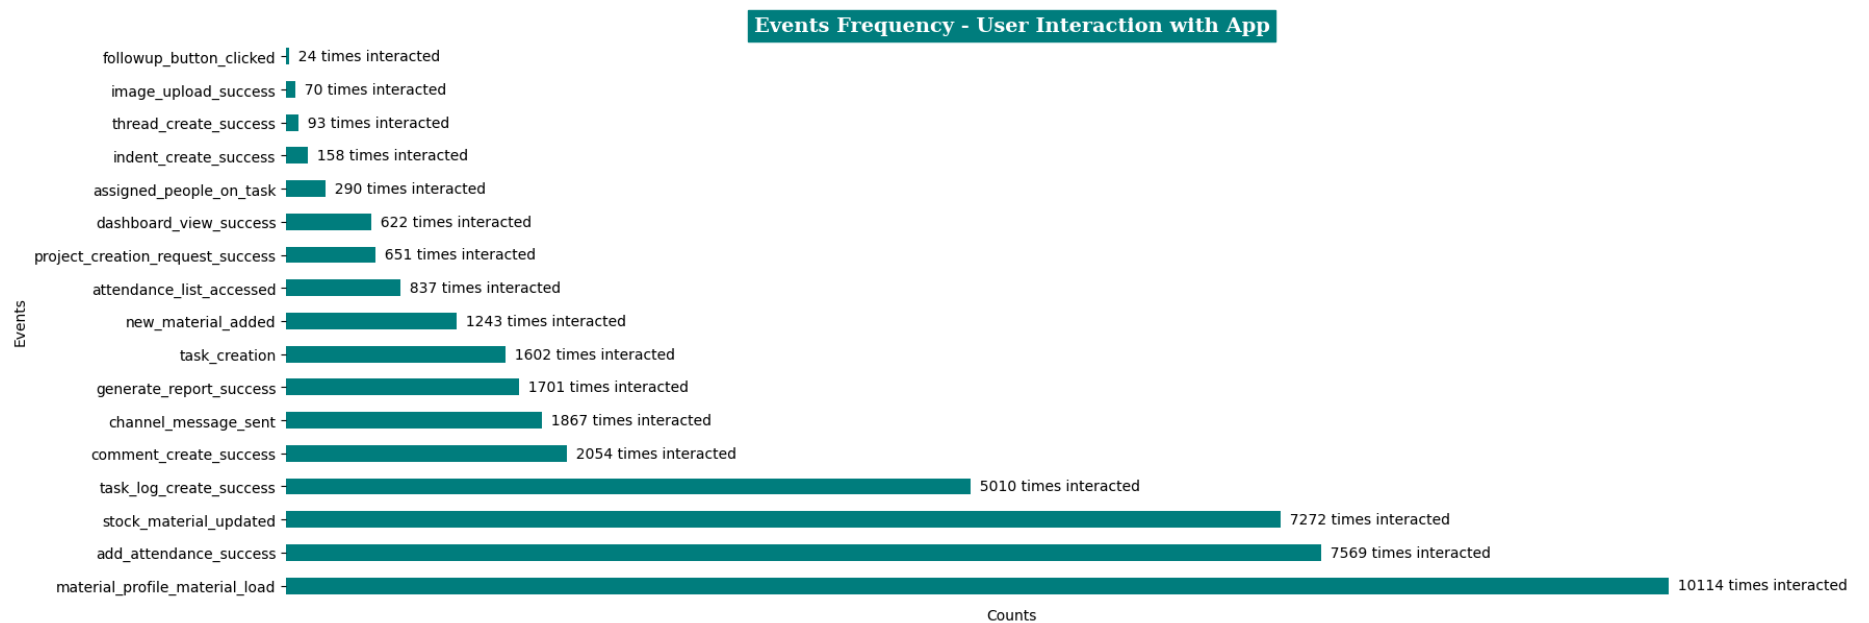 Events Frequency - User Interaction with App
followup_button_clicked 24 times interacted
image_upload_success 70 times interacted
thread_create_success 93 times interacted
indent_create_success 158 times interacted
assigned_people_on_task 290 times interacted
dashboard_view_success 622 times interacted
project_creation_request_success 651 times interacted
attendance_list_accessed 837 times interacted
new_material_added 1243 times interacted
task_creation 1602 times interacted
generate_report_success 1701 times interacted
channel_message_sent 1867 times interacted
comment_create_success 2054 times interacted
task_log_create_success 5010 times interacted
stock_material_updated 7272 times interacted
add_attendance_success 7569 times interacted
material_profile_material_load 10114 times interacted
Events
Counts